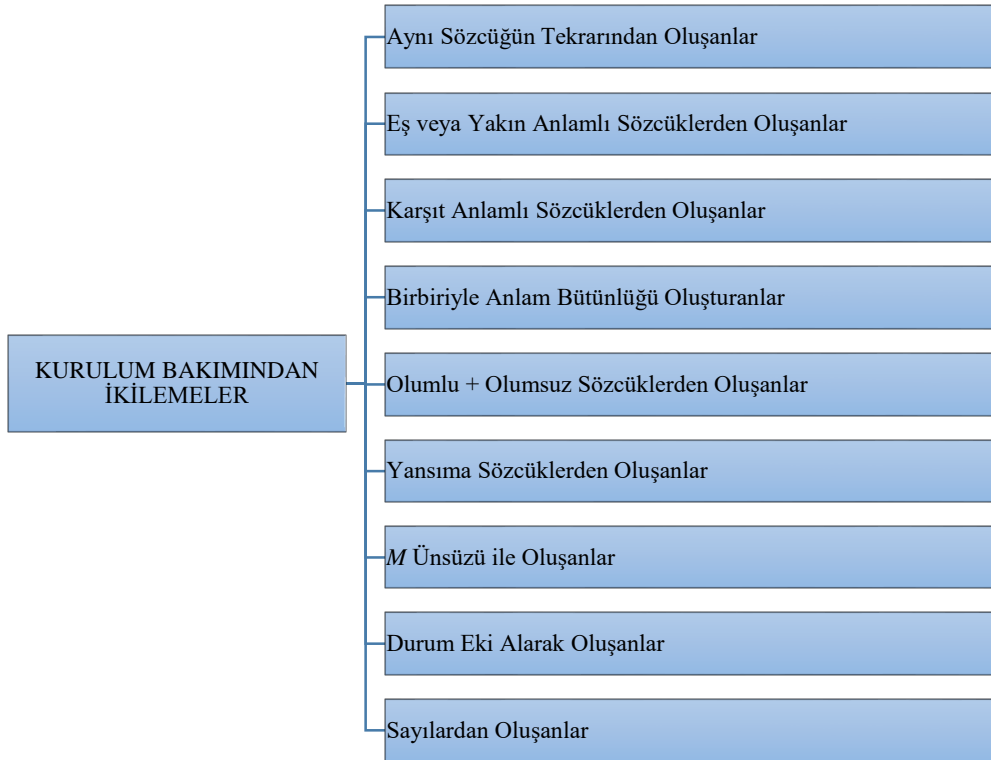 Aynı Sözcüğün Tekrarından Oluşanlar
Eş veya Yakın Anlamlı Sözcüklerden Oluşanlar
Karşıt Anlamlı Sözcüklerden Oluşanlar
Birbiriyle Anlam Bütünlüğü Oluşturanlar
KURULUM BAKIMINDAN
İKİLEMELER
Olumlu + Olumsuz Sözcüklerden Oluşanlar
Yansıma Sözcüklerden Oluşanlar
M Ünsüzü ile Oluşanlar
Durum Eki Alarak Oluşanlar
Sayılardan Oluşanlar